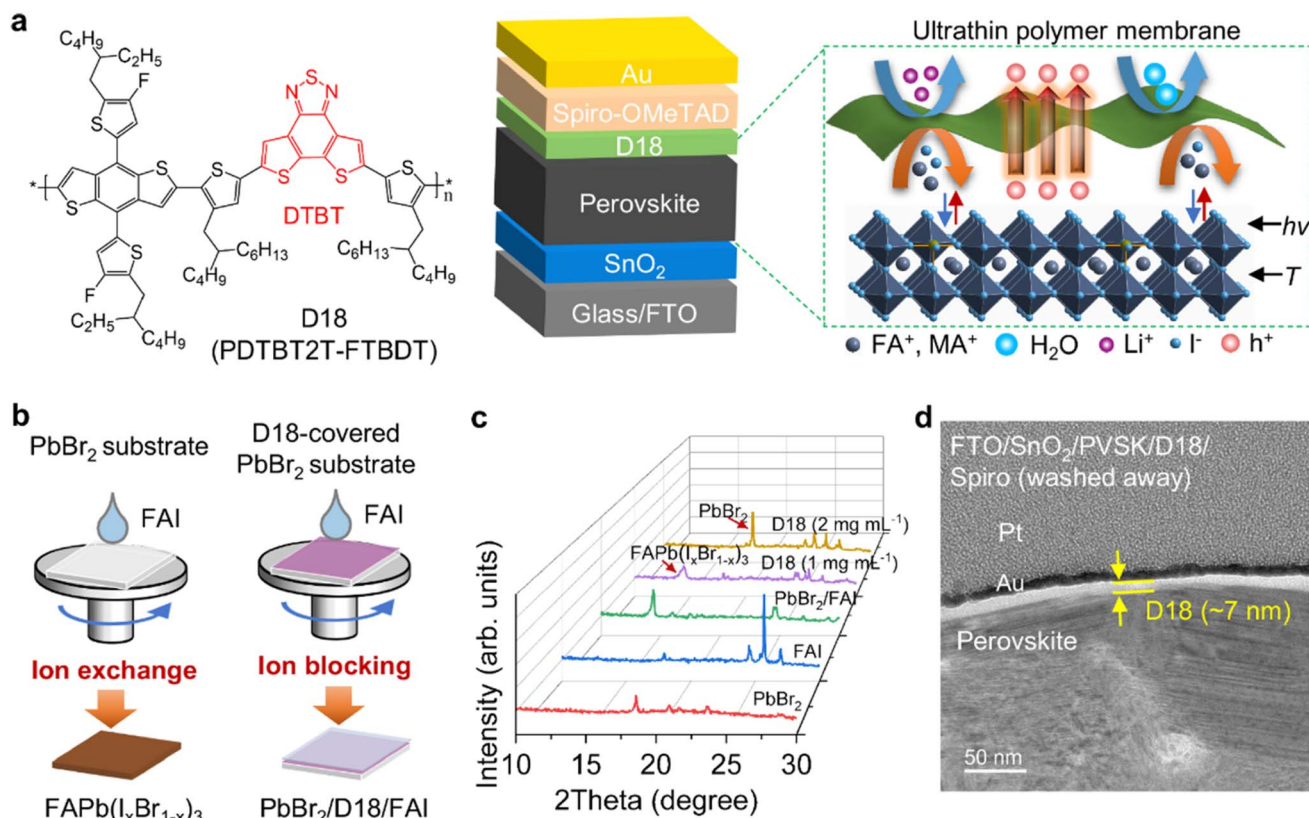 a
C4H9
C2H5
F
S
N
S
N
S
S
S
S
S
S
*
n
*
DTBT
S
F
C6H13
C4H9
C6H13
C4H9
C2H5
C4H9
D18
(PDTBT2T-FTBDT)
Au
Spiro-OMeTAD
D18
Perovskite
SnO2
Glass/FTO
Ultrathin polymer membrane
hν
T
FA+, MA+
H2O
Li+
I-
h+
b
PbBr2 substrate
D18-covered
PbBr2 substrate
FAI
FAI
Ion exchange
Ion blocking
FAPb(IxBr1-x)3
PbBr2/D18/FAI
c
PbBr2
D18 (2 mg mL-1)
FAPb(IxBr1-x)3
D18 (1 mg mL-1)
PbBr2/FAI
FAI
PbBr2
Intensity (arb. units)
10
15
20
25
30
2Theta (degree)
d
FTO/SnO2/PVSK/D18/
Spiro (washed away)
Pt
Au
D18 (~7 nm)
Perovskite
50 nm